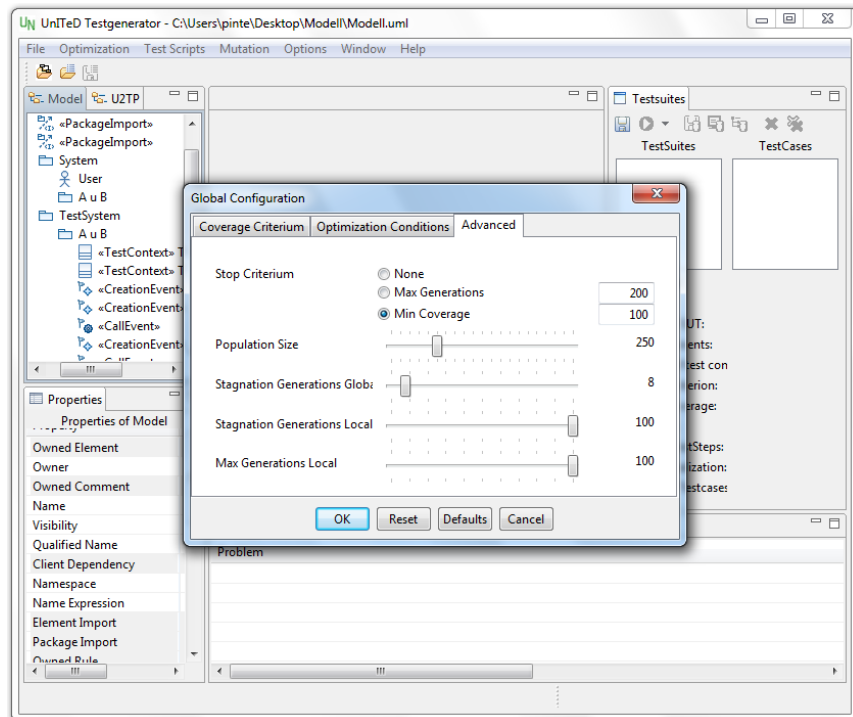 UnITeD Testgenerator - C:\Users\pinte\Desktop\Modell\Modell.uml
File Optimization Test Scripts Mutation Options Window Help
Model U2TP
«PackageImport»
«PackageImport»
System
User
A u B
TestSystem
A u B
«TestContext» T
«TestContext» T
«CreationEvent»
«CreationEvent»
«CallEvent»
«CreationEvent»
Properties
Properties of Model
Owned Element
Owner
Owned Comment
Name
Visibility
Qualified Name
Client Dependency
Namespace
Name Expression
Element Import
Package Import
Owned Rule
Testsuites
TestSuites TestCases
UT:
ents:
test con
erion:
erage:
tSteps:
ization:
estcases
Global Configuration
Coverage Criterium Optimization Conditions Advanced
Stop Criterium None
Max Generations 200
Min Coverage 100
Population Size 250
Stagnation Generations Globa 8
Stagnation Generations Local 100
Max Generations Local 100
OK Reset Defaults Cancel
Problem